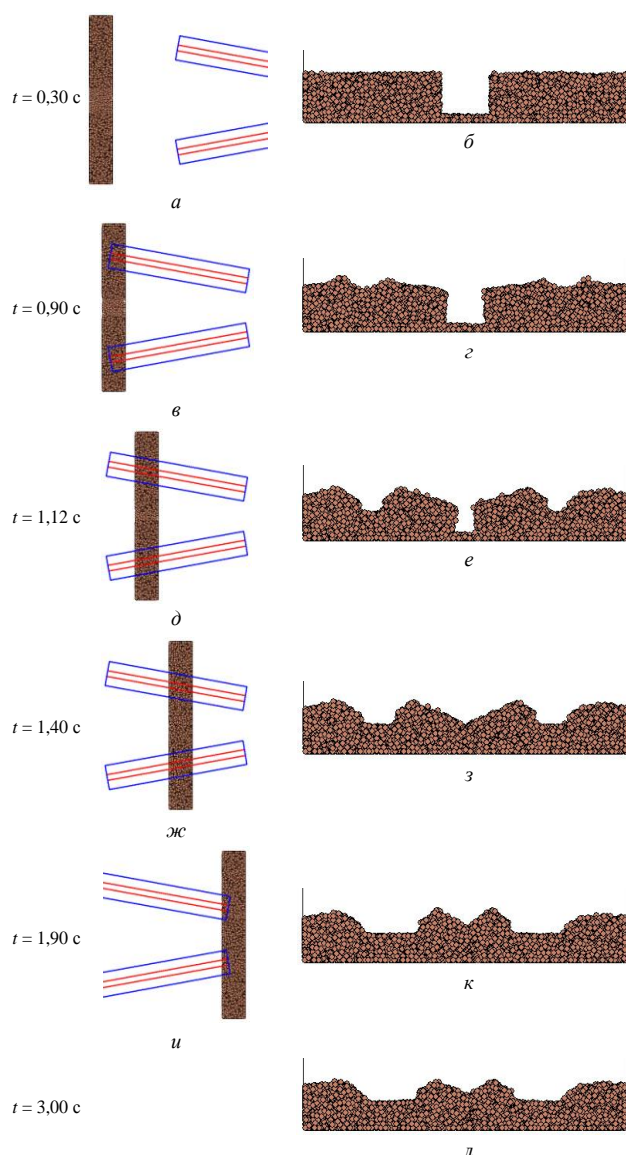 t = 0,30 с
а
б
t = 0,90 с
в
г
t = 1,12 с
д
е
t = 1,40 с
ж
з
t = 1,90 с
и
к
t = 3,00 с
л